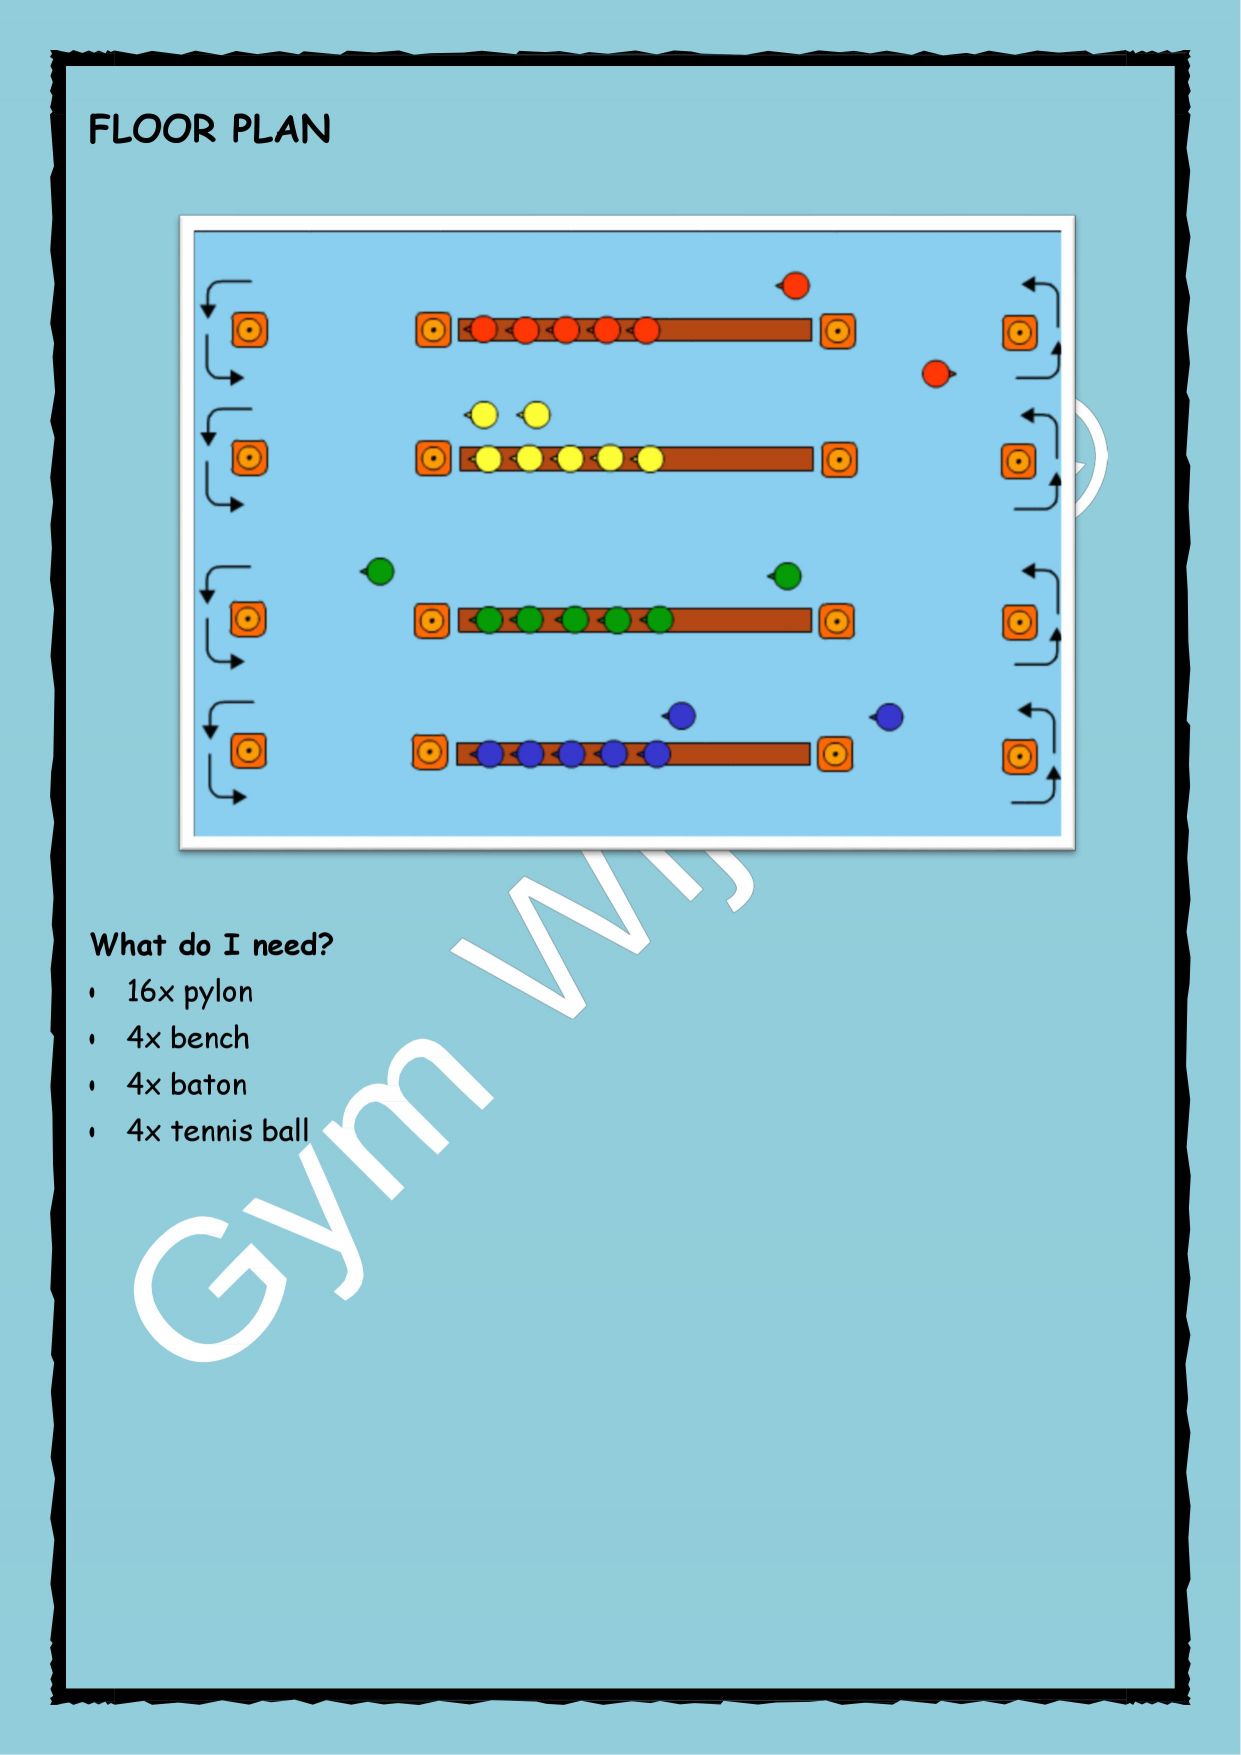 FLOOR PLAN
What do I need?
• 16x pylon
• 4x bench
• 4x baton
• 4x tennis ball
Gym Wij